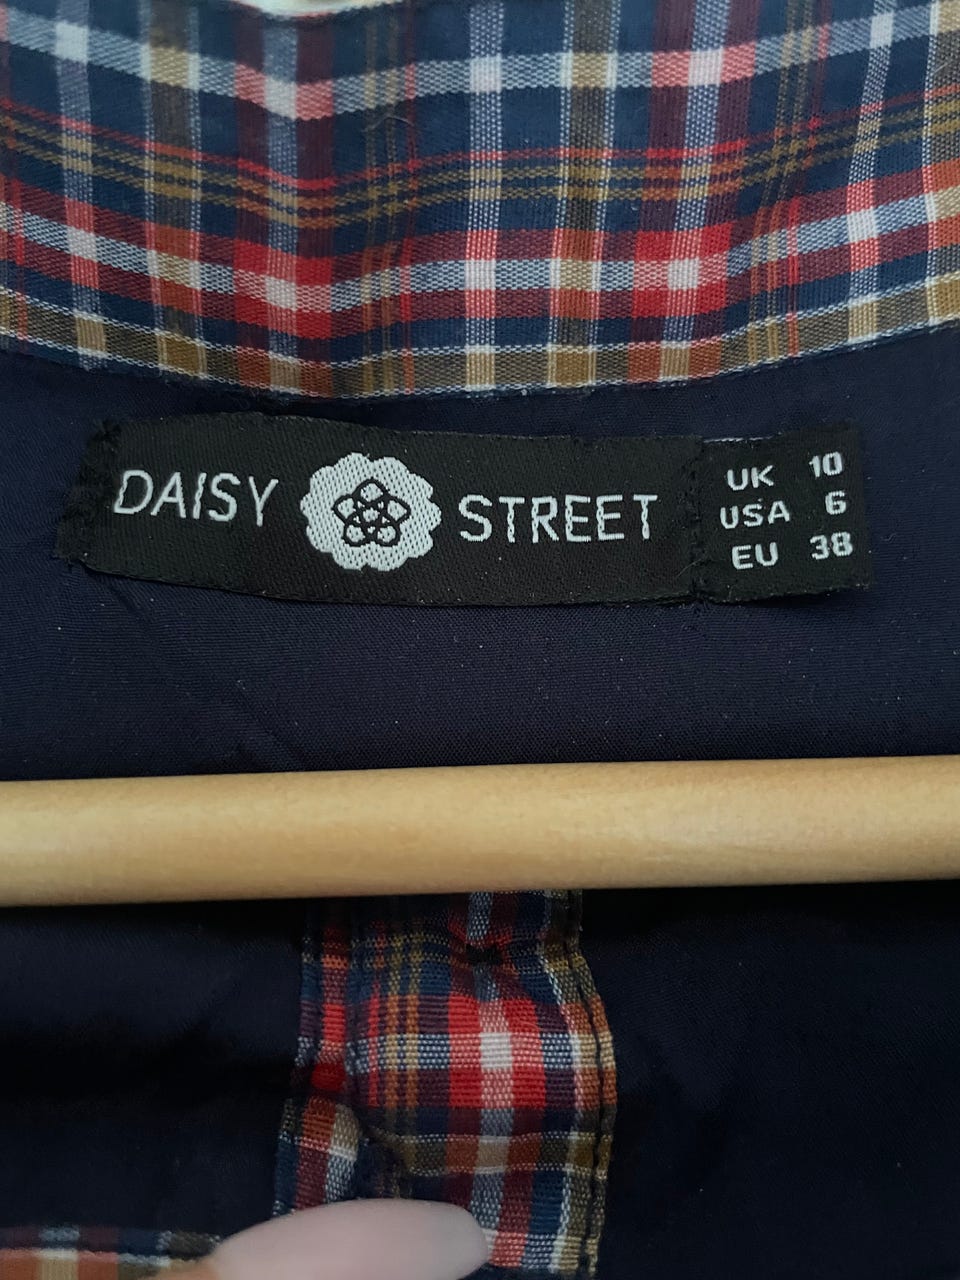 DAISY STREET
UK 10
USA 6
EU 38